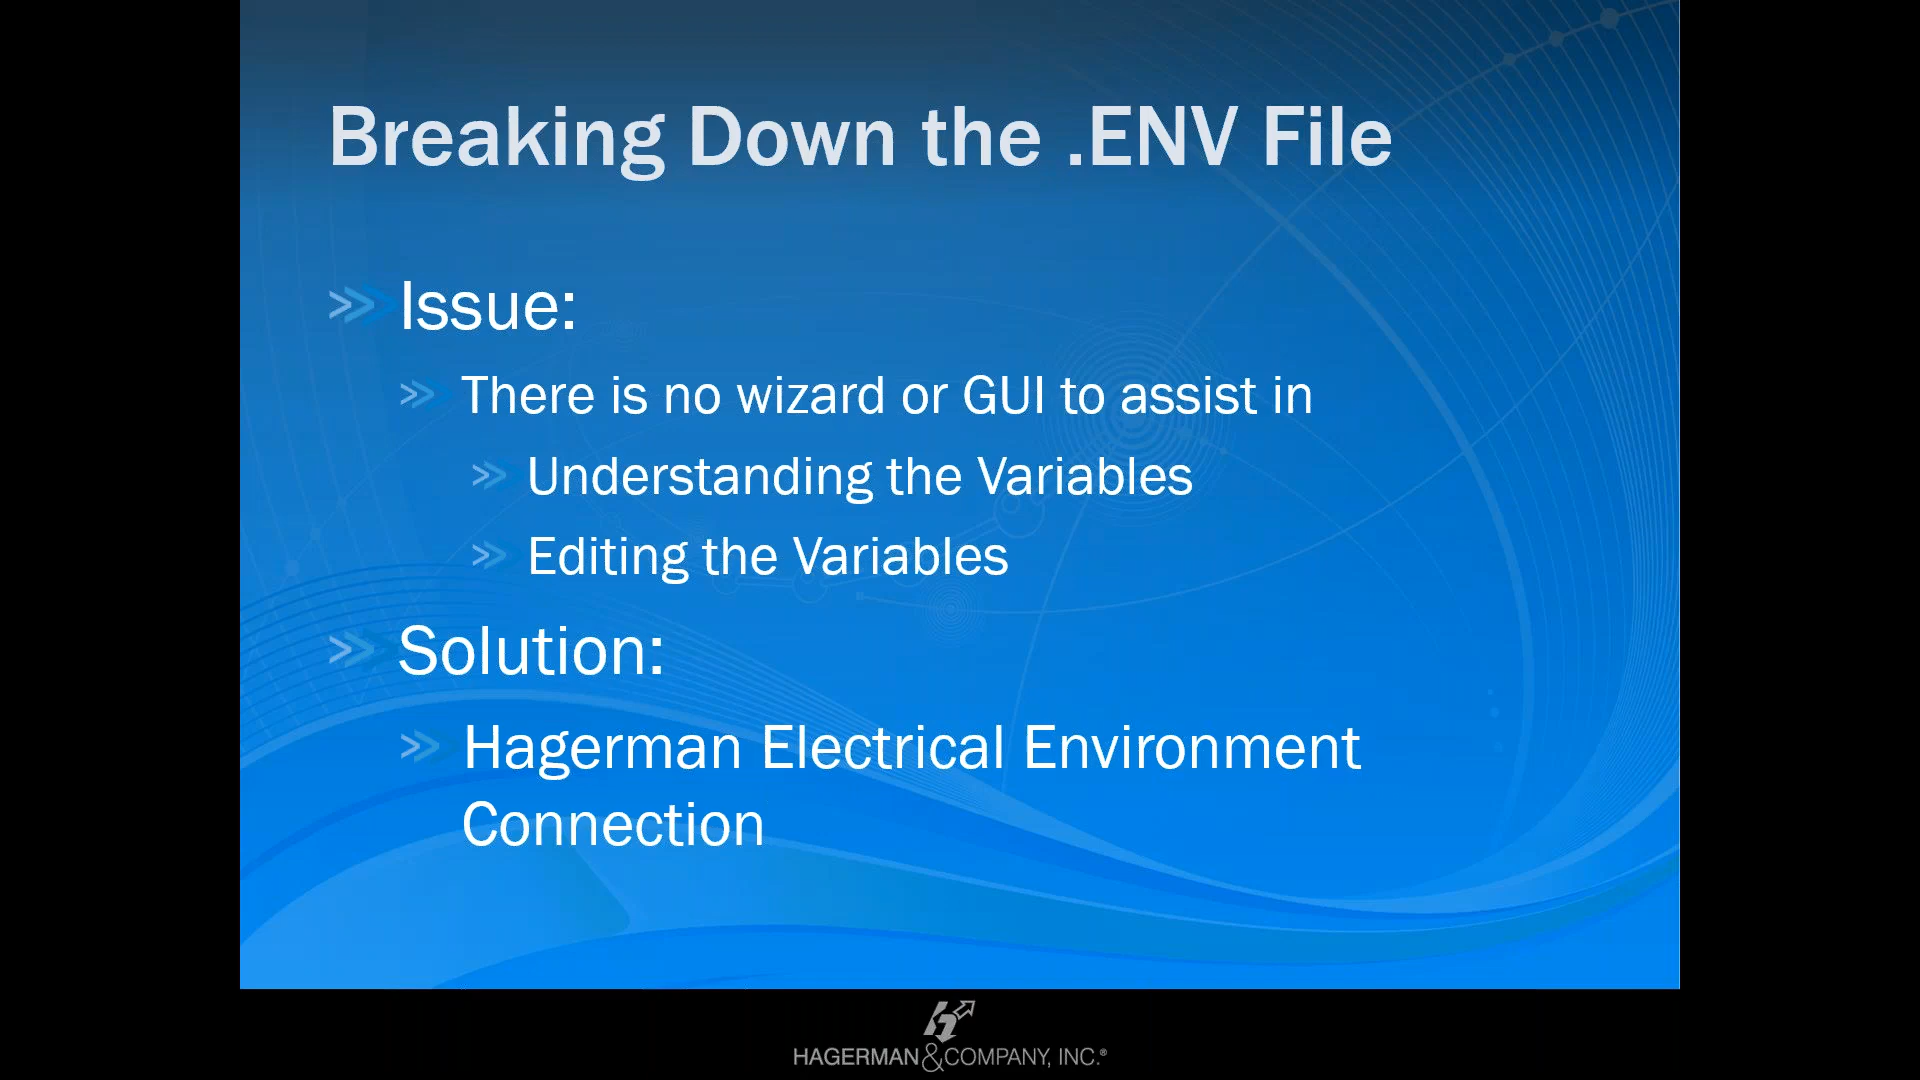 Breaking Down the .ENV File
Issue:
There is no wizard or GUI to assist in
Understanding the Variables
Editing the Variables
Solution:
Hagerman Electrical Environment
Connection
HAGERMAN & COMPANY, INC.®